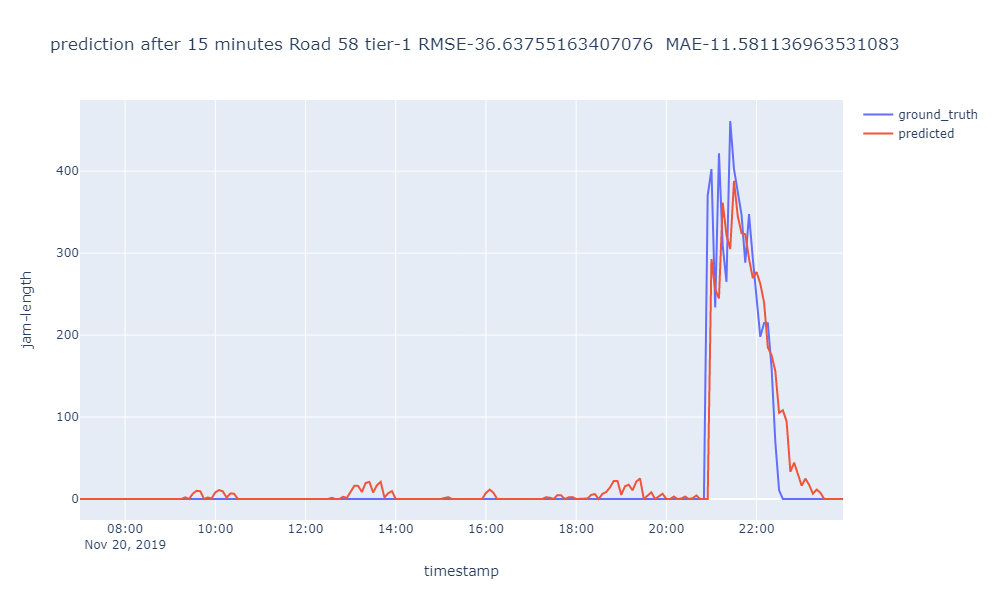 prediction after 15 minutes Road 58 tier-1 RMSE-36.63755163407076  MAE-11.581136963531083
ground_truth
predicted
400
300
200
100
0
jam-length
08:00 10:00 12:00 14:00 16:00 18:00 20:00 22:00
Nov 20, 2019
timestamp